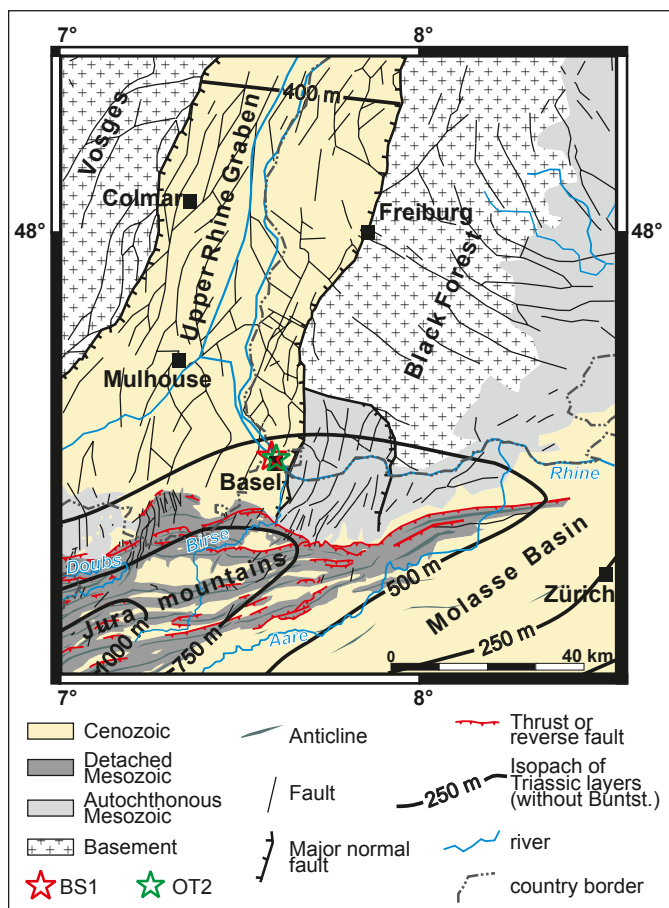 7°
8°
400 m
Vosges
Upper Rhine Graben
Colmar
Freiburg
48°
48°
Black Forest
Mulhouse
Basel
Rhine
Birse
Doubs
Jura mountains
500 m
Molasse Basin
Zürich
1000 m
750 m
Aare
250 m
0
40 km
7°
8°
Cenozoic
Detached
Mesozoic
Autochthonous
Mesozoic
Basement
BS1
OT2
Anticline
Fault
Major normal
fault
Thrust or
reverse fault
250 m
Isopach of
Triassic layers
(without Buntst.)
river
country border